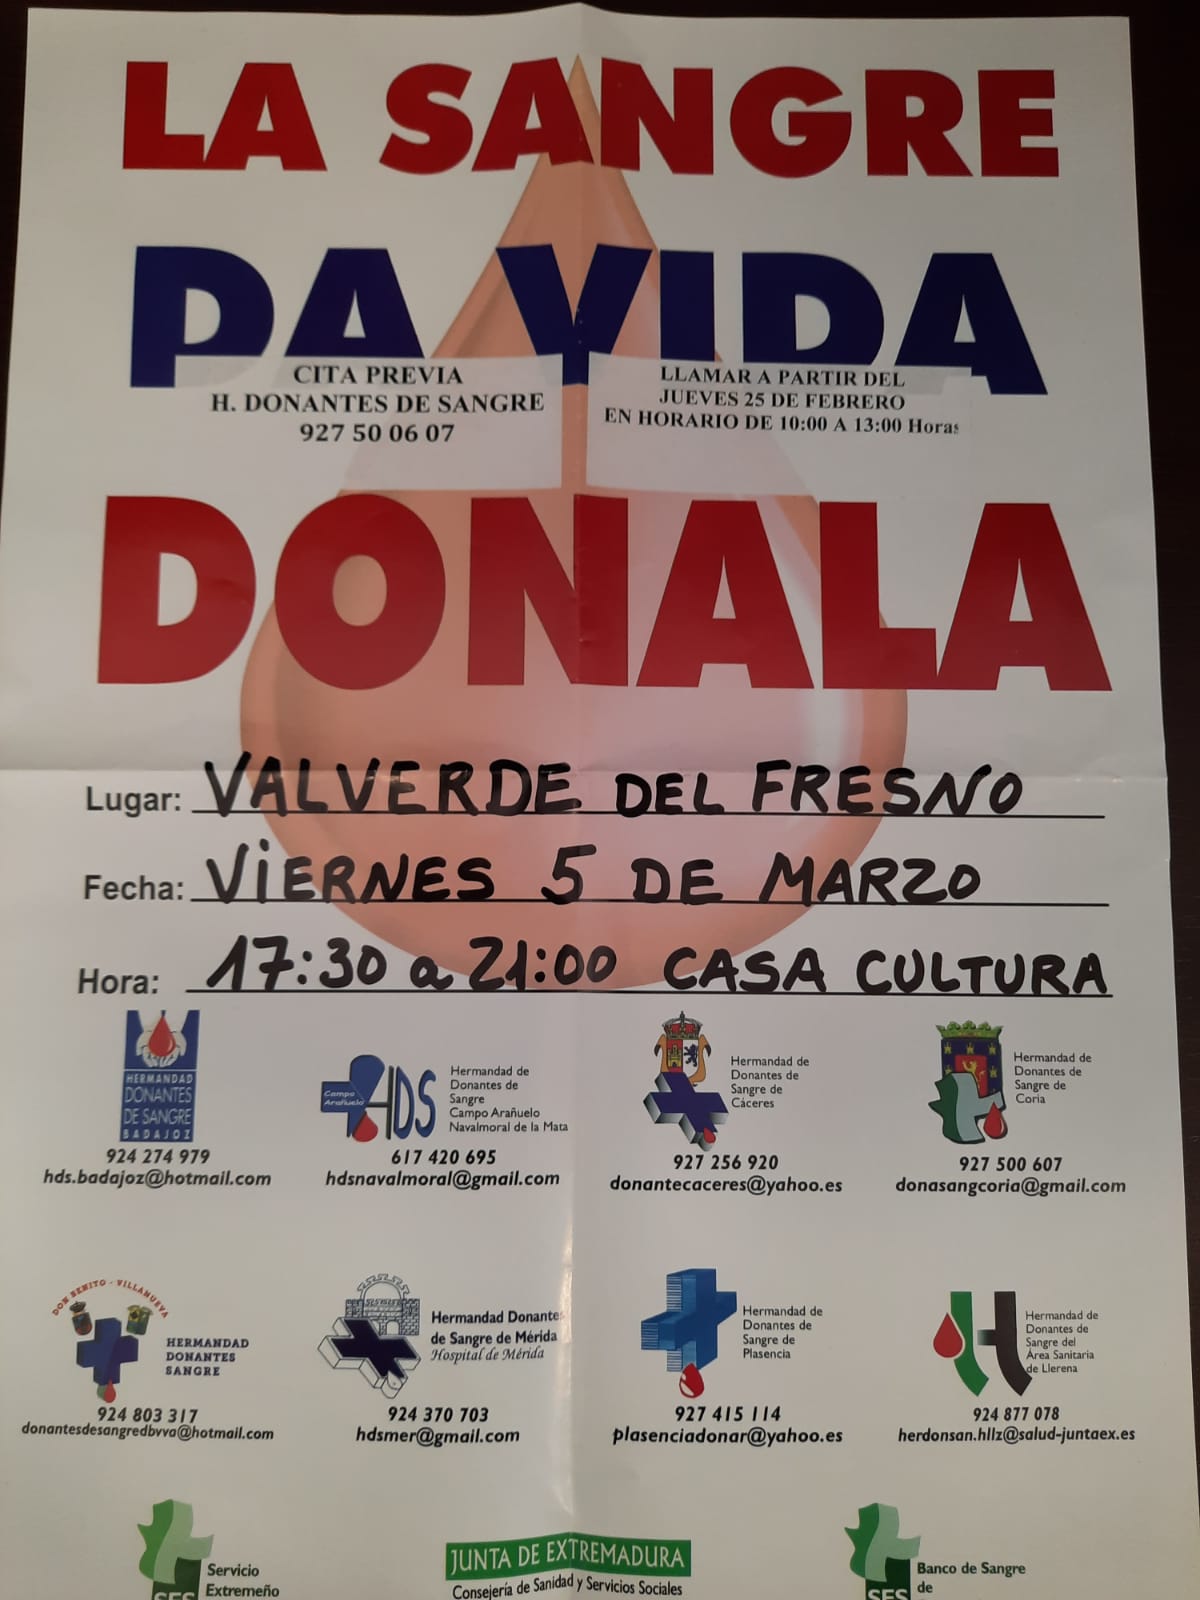 LA SANGRE
DA VIDA
CITA PREVIA
H. DONANTES DE SANGRE
927 50 06 07
LLAMAR A PARTIR DEL
JUEVES 25 DE FEBRERO
EN HORARIO DE 10:00 A 13:00 Horas
DONALA
Lugar: VALVERDE DEL FRESNO
Fecha: VIERNES 5 DE MARZO
Hora: 17:30 a 21:00 CASA CULTURA
HERMANDAD
DONANTES
DE SANGRE
BADAJOZ
924 274 979
hds.badajoz@hotmail.com
Campo
Arañuelo
HDS
Hermandad de
Donantes de
Sangre
Campo Arañuelo
Navalmoral de la Mata
617 420 695
hdsnavalmoral@gmail.com
Hermandad de
Donantes de
Sangre de
Cáceres
927 256 920
donantecaceres@yahoo.es
Hermandad de
Donantes de
Sangre de
Coria
927 500 607
donasangcoria@gmail.com
DON BENITO - VILLANUEVA
HERMANDAD
DONANTES
SANGRE
924 803 317
donantesdesangredbvva@hotmail.com
Hermandad Donantes
de Sangre de Mérida
Hospital de Mérida
924 370 703
hdsmer@gmail.com
Hermandad de
Donantes de
Sangre de
Plasencia
927 415 114
plasenciadonar@yahoo.es
Hermandad de
Donantes de
Sangre del
Área Sanitaria
de Llerena
924 877 078
herdonsan.hllz@salud-juntaex.es
SES
Servicio
Extremeño
JUNTA DE EXTREMADURA
Consejería de Sanidad y Servicios Sociales
SES
Banco de Sangre
de